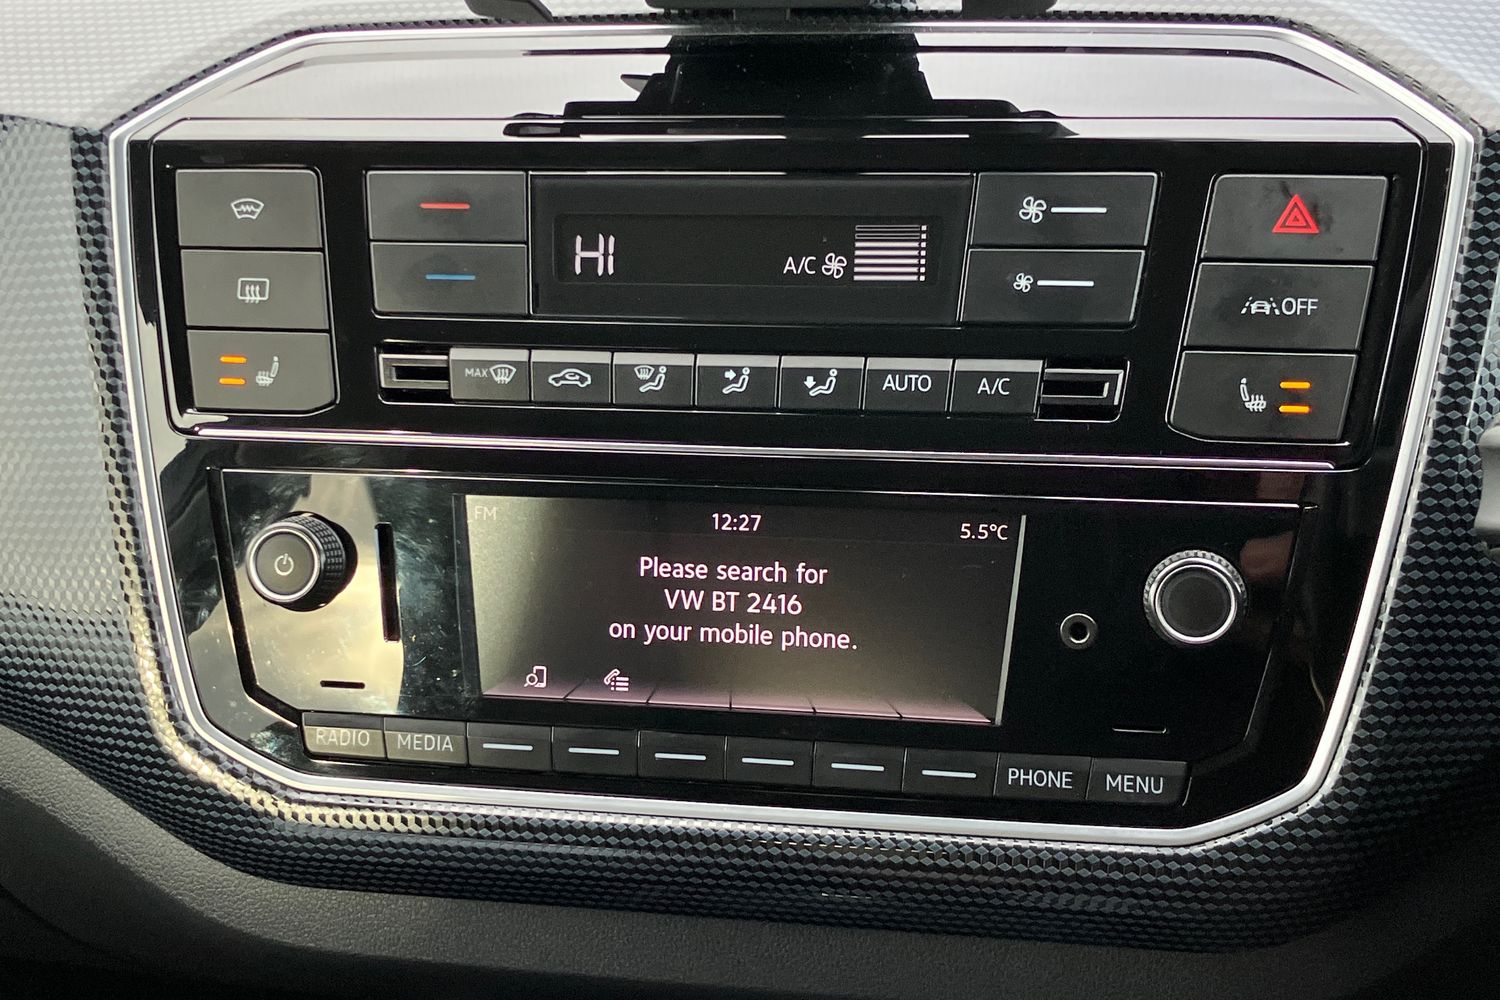 HI
A/C
OFF
MAX
AUTO
A/C
FM
12:27
5.5°C
Please search for
VW BT 2416
on your mobile phone.
RADIO
MEDIA
PHONE
MENU